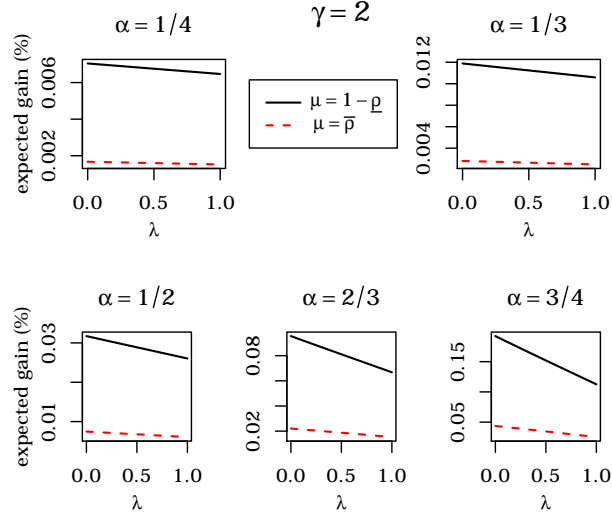 γ = 2
α = 1/4
expected gain (%)
0.002
0.006
0.0
0.5
1.0
λ
μ = 1 − ρ̲
μ = ρ̅
α = 1/3
0.004
0.012
0.0
0.5
1.0
λ
α = 1/2
expected gain (%)
0.01
0.03
0.0
0.5
1.0
λ
α = 2/3
0.02
0.08
0.0
0.5
1.0
λ
α = 3/4
0.05
0.15
0.0
0.5
1.0
λ